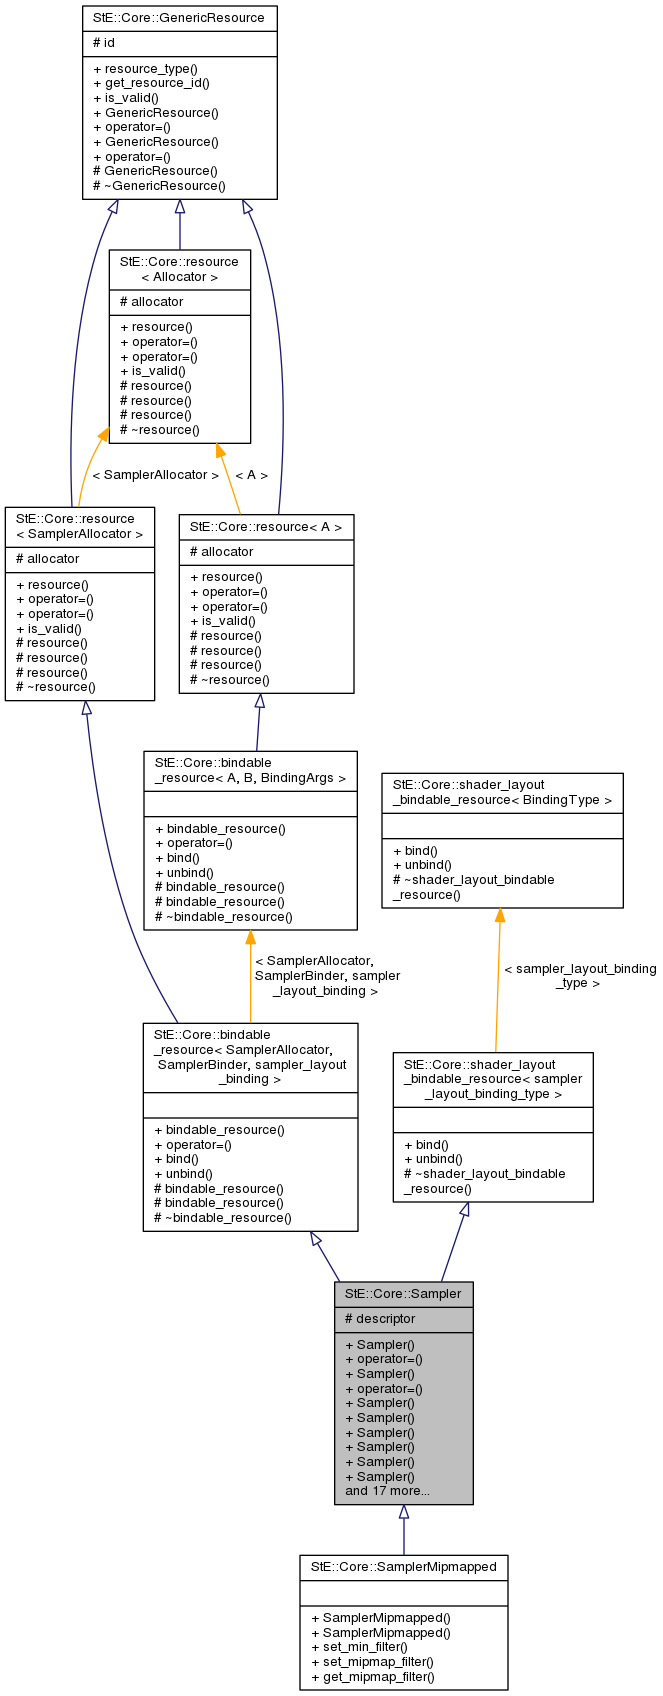 StE::Core::GenericResource
# id
+ resource_type()
+ get_resource_id()
+ is_valid()
+ GenericResource()
+ operator=()
+ GenericResource()
+ operator=()
# GenericResource()
# ~GenericResource()
StE::Core::resource
< Allocator >
# allocator
+ resource()
+ operator=()
+ operator=()
+ is_valid()
# resource()
# resource()
# resource()
# ~resource()
< SamplerAllocator >
< A >
StE::Core::resource
< SamplerAllocator >
# allocator
+ resource()
+ operator=()
+ operator=()
+ is_valid()
# resource()
# resource()
# resource()
# ~resource()
StE::Core::resource< A >
# allocator
+ resource()
+ operator=()
+ operator=()
+ is_valid()
# resource()
# resource()
# resource()
# ~resource()
StE::Core::bindable
_resource< A, B, BindingArgs >
+ bindable_resource()
+ operator=()
+ bind()
+ unbind()
# bindable_resource()
# bindable_resource()
# ~bindable_resource()
StE::Core::shader_layout
_bindable_resource< BindingType >
+ bind()
+ unbind()
# ~shader_layout_bindable
_resource()
< SamplerAllocator,
SamplerBinder, sampler
_layout_binding >
< sampler_layout_binding
_type >
StE::Core::bindable
_resource< SamplerAllocator,
SamplerBinder, sampler_layout
_binding >
+ bindable_resource()
+ operator=()
+ bind()
+ unbind()
# bindable_resource()
# bindable_resource()
# ~bindable_resource()
StE::Core::shader_layout
_bindable_resource< sampler
_layout_binding_type >
+ bind()
+ unbind()
# ~shader_layout_bindable
_resource()
StE::Core::Sampler
# descriptor
+ Sampler()
+ operator=()
+ Sampler()
+ operator=()
+ Sampler()
+ Sampler()
+ Sampler()
+ Sampler()
+ Sampler()
+ Sampler()
and 17 more...
StE::Core::SamplerMipmapped
+ SamplerMipmapped()
+ SamplerMipmapped()
+ set_min_filter()
+ set_mipmap_filter()
+ get_mipmap_filter()